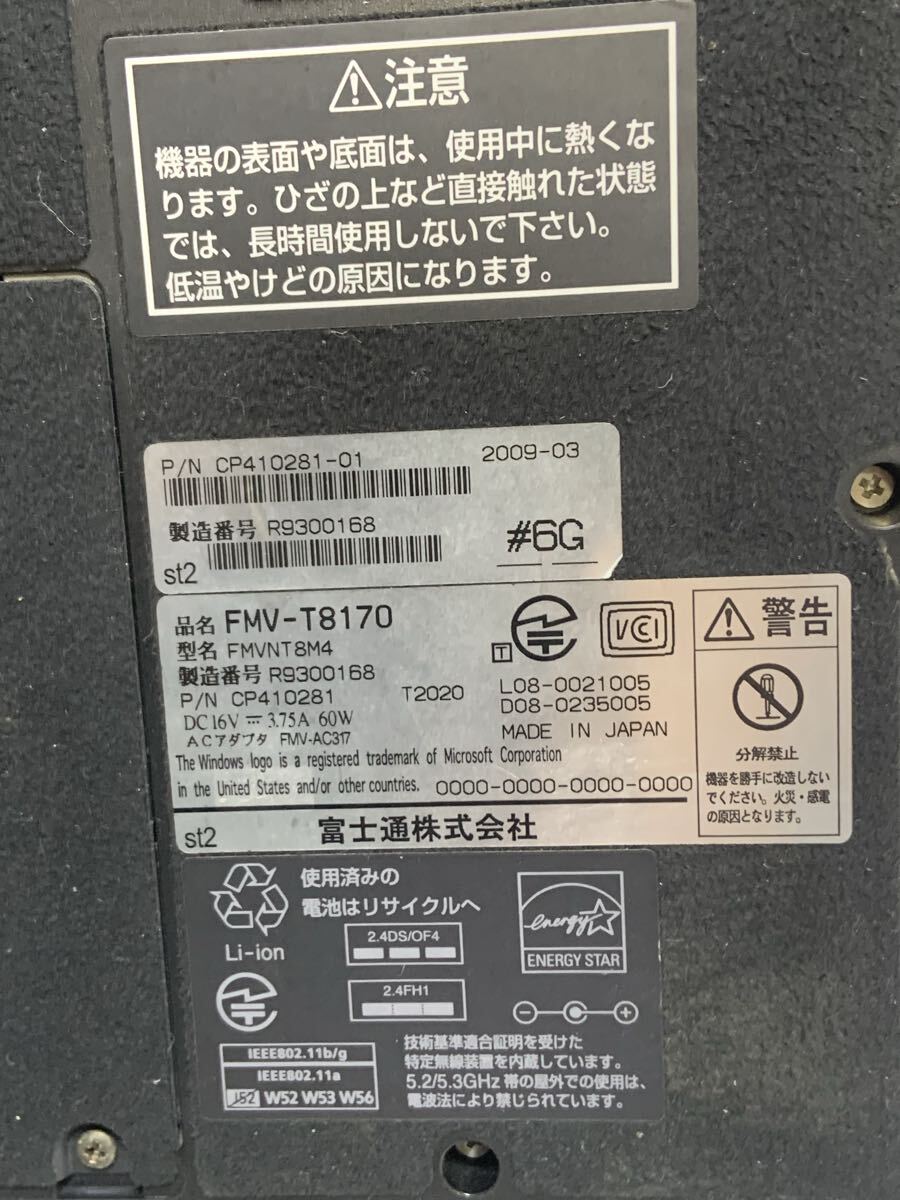 注意
機器の表面や底面は、使用中に熱くな
ります。ひざの上など直接触れた状態
では、長時間使用しないで下さい。
低温やけどの原因になります。
P/N CP410281-01 2009-03
製造番号 R9300168
#6G
st2
品名 FMV-T8170
型名 FMVNT8M4
製造番号 R9300168
P/N CP410281 T2020
DC16V 3.75A 60W
ACアダプタ FMV-AC317
T
VCCI
L08-0021005
D08-0235005
MADE IN JAPAN
The Windows logo is a registered trademark of Microsoft Corporation
in the United States and/or other countries. 0000-0000-0000-0000
st2 富士通株式会社
警告
分解禁止
機器を勝手に改造しない
でください。火災・感電
の原因となります。
使用済みの
電池はリサイクルへ
Li-ion
2.4DS/OF4
2.4FH1
energy
ENERGY STAR
IEEE802.11b/g
IEEE802.11a
J52 W52 W53 W56
技術基準適合証明を受けた
特定無線装置を内蔵しています。
5.2/5.3GHz 帯の屋外での使用は、
電波法により禁じられています。